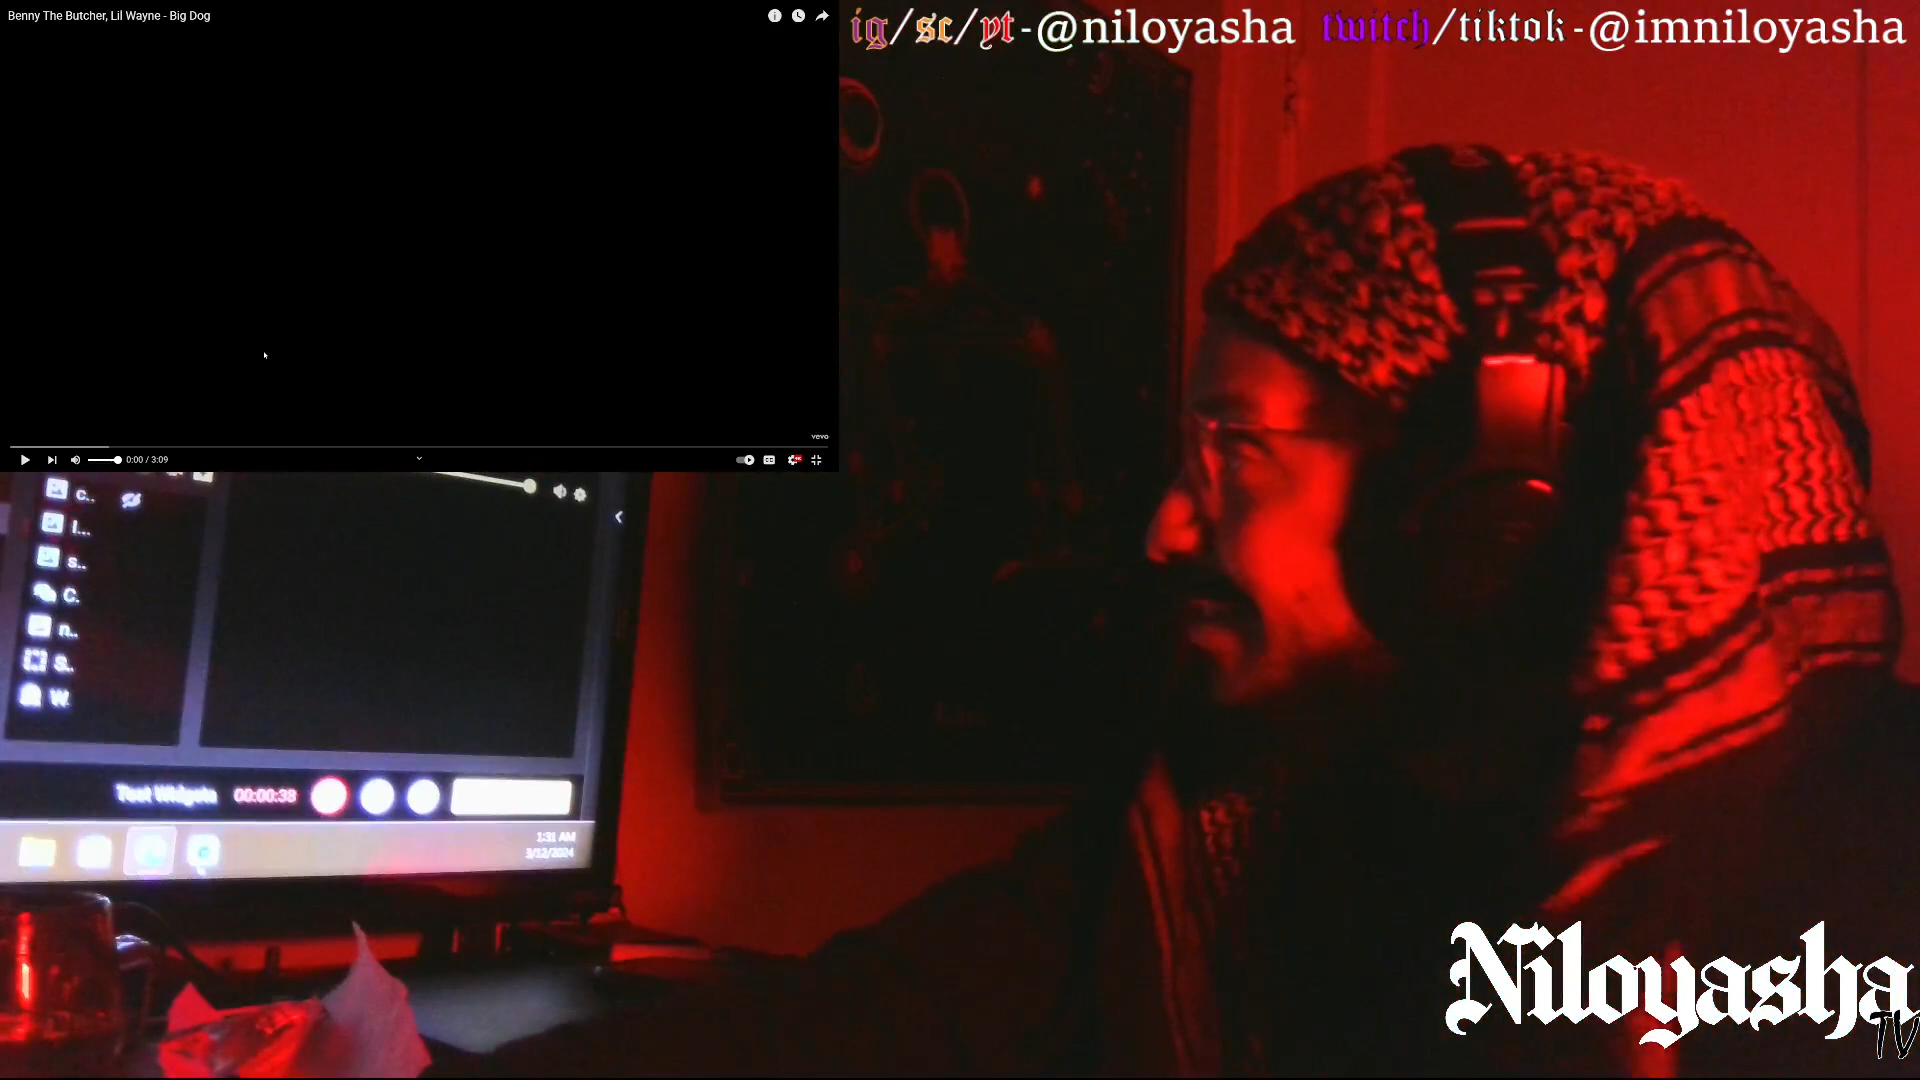 Benny The Butcher, Lil Wayne - Big Dog
ig/sc/yt-@niloyasha twitch/tiktok-@imniloyasha
vevo
0:00 / 3:09
C..
I...
S..
C.
n..
S..
W
Test Widgets 00:00:38
1:31 AM
3/12/2024
Niloyasha
TV